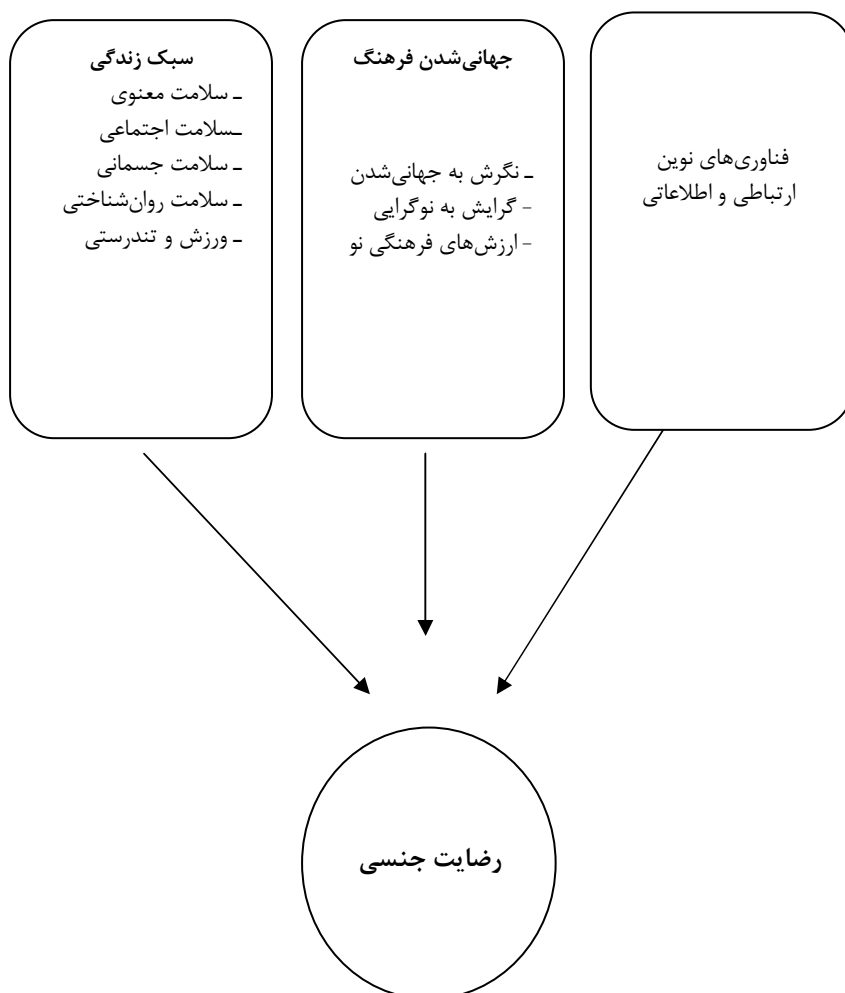 فناوری‌های نوین
ارتباطی و اطلاعاتی
جهانی‌شدن فرهنگ
ـ نگرش به جهانی‌شدن
- گرایش به نوگرایی
- ارزش‌های فرهنگی نو
سبک زندگی
ـ سلامت معنوی
ـسلامت اجتماعی
ـ سلامت جسمانی
ـ سلامت روان‌شناختی
ـ ورزش و تندرستی
رضایت جنسی